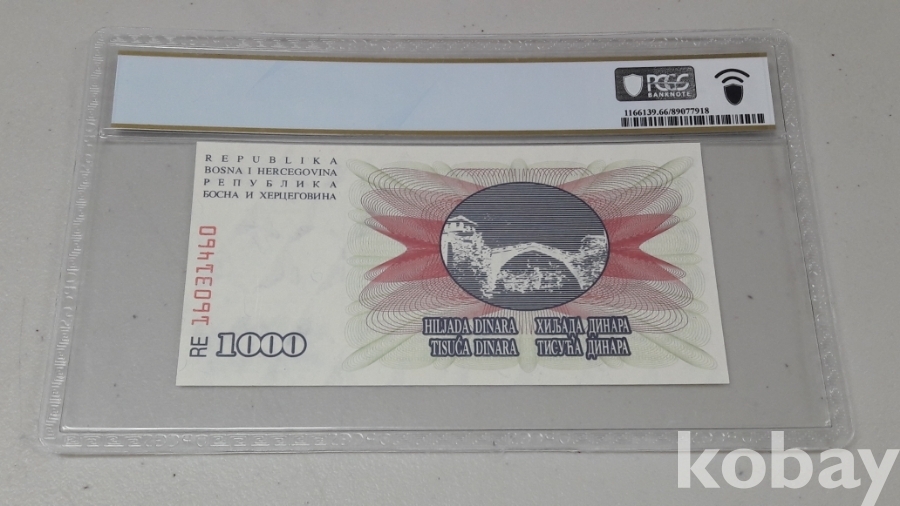 PCGS
BANKNOTE
1166139.66/89077918
REPUBLIKA
BOSNA I HERCEGOVINA
РЕПУБЛИКА
БОСНА И ХЕРЦЕГОВИНА
RE 16031460
1000
HILJADA DINARA ХИЉАДА ДИНАРА
TISUĆA DINARA ТИСУЋА ДИНАРА
kobay